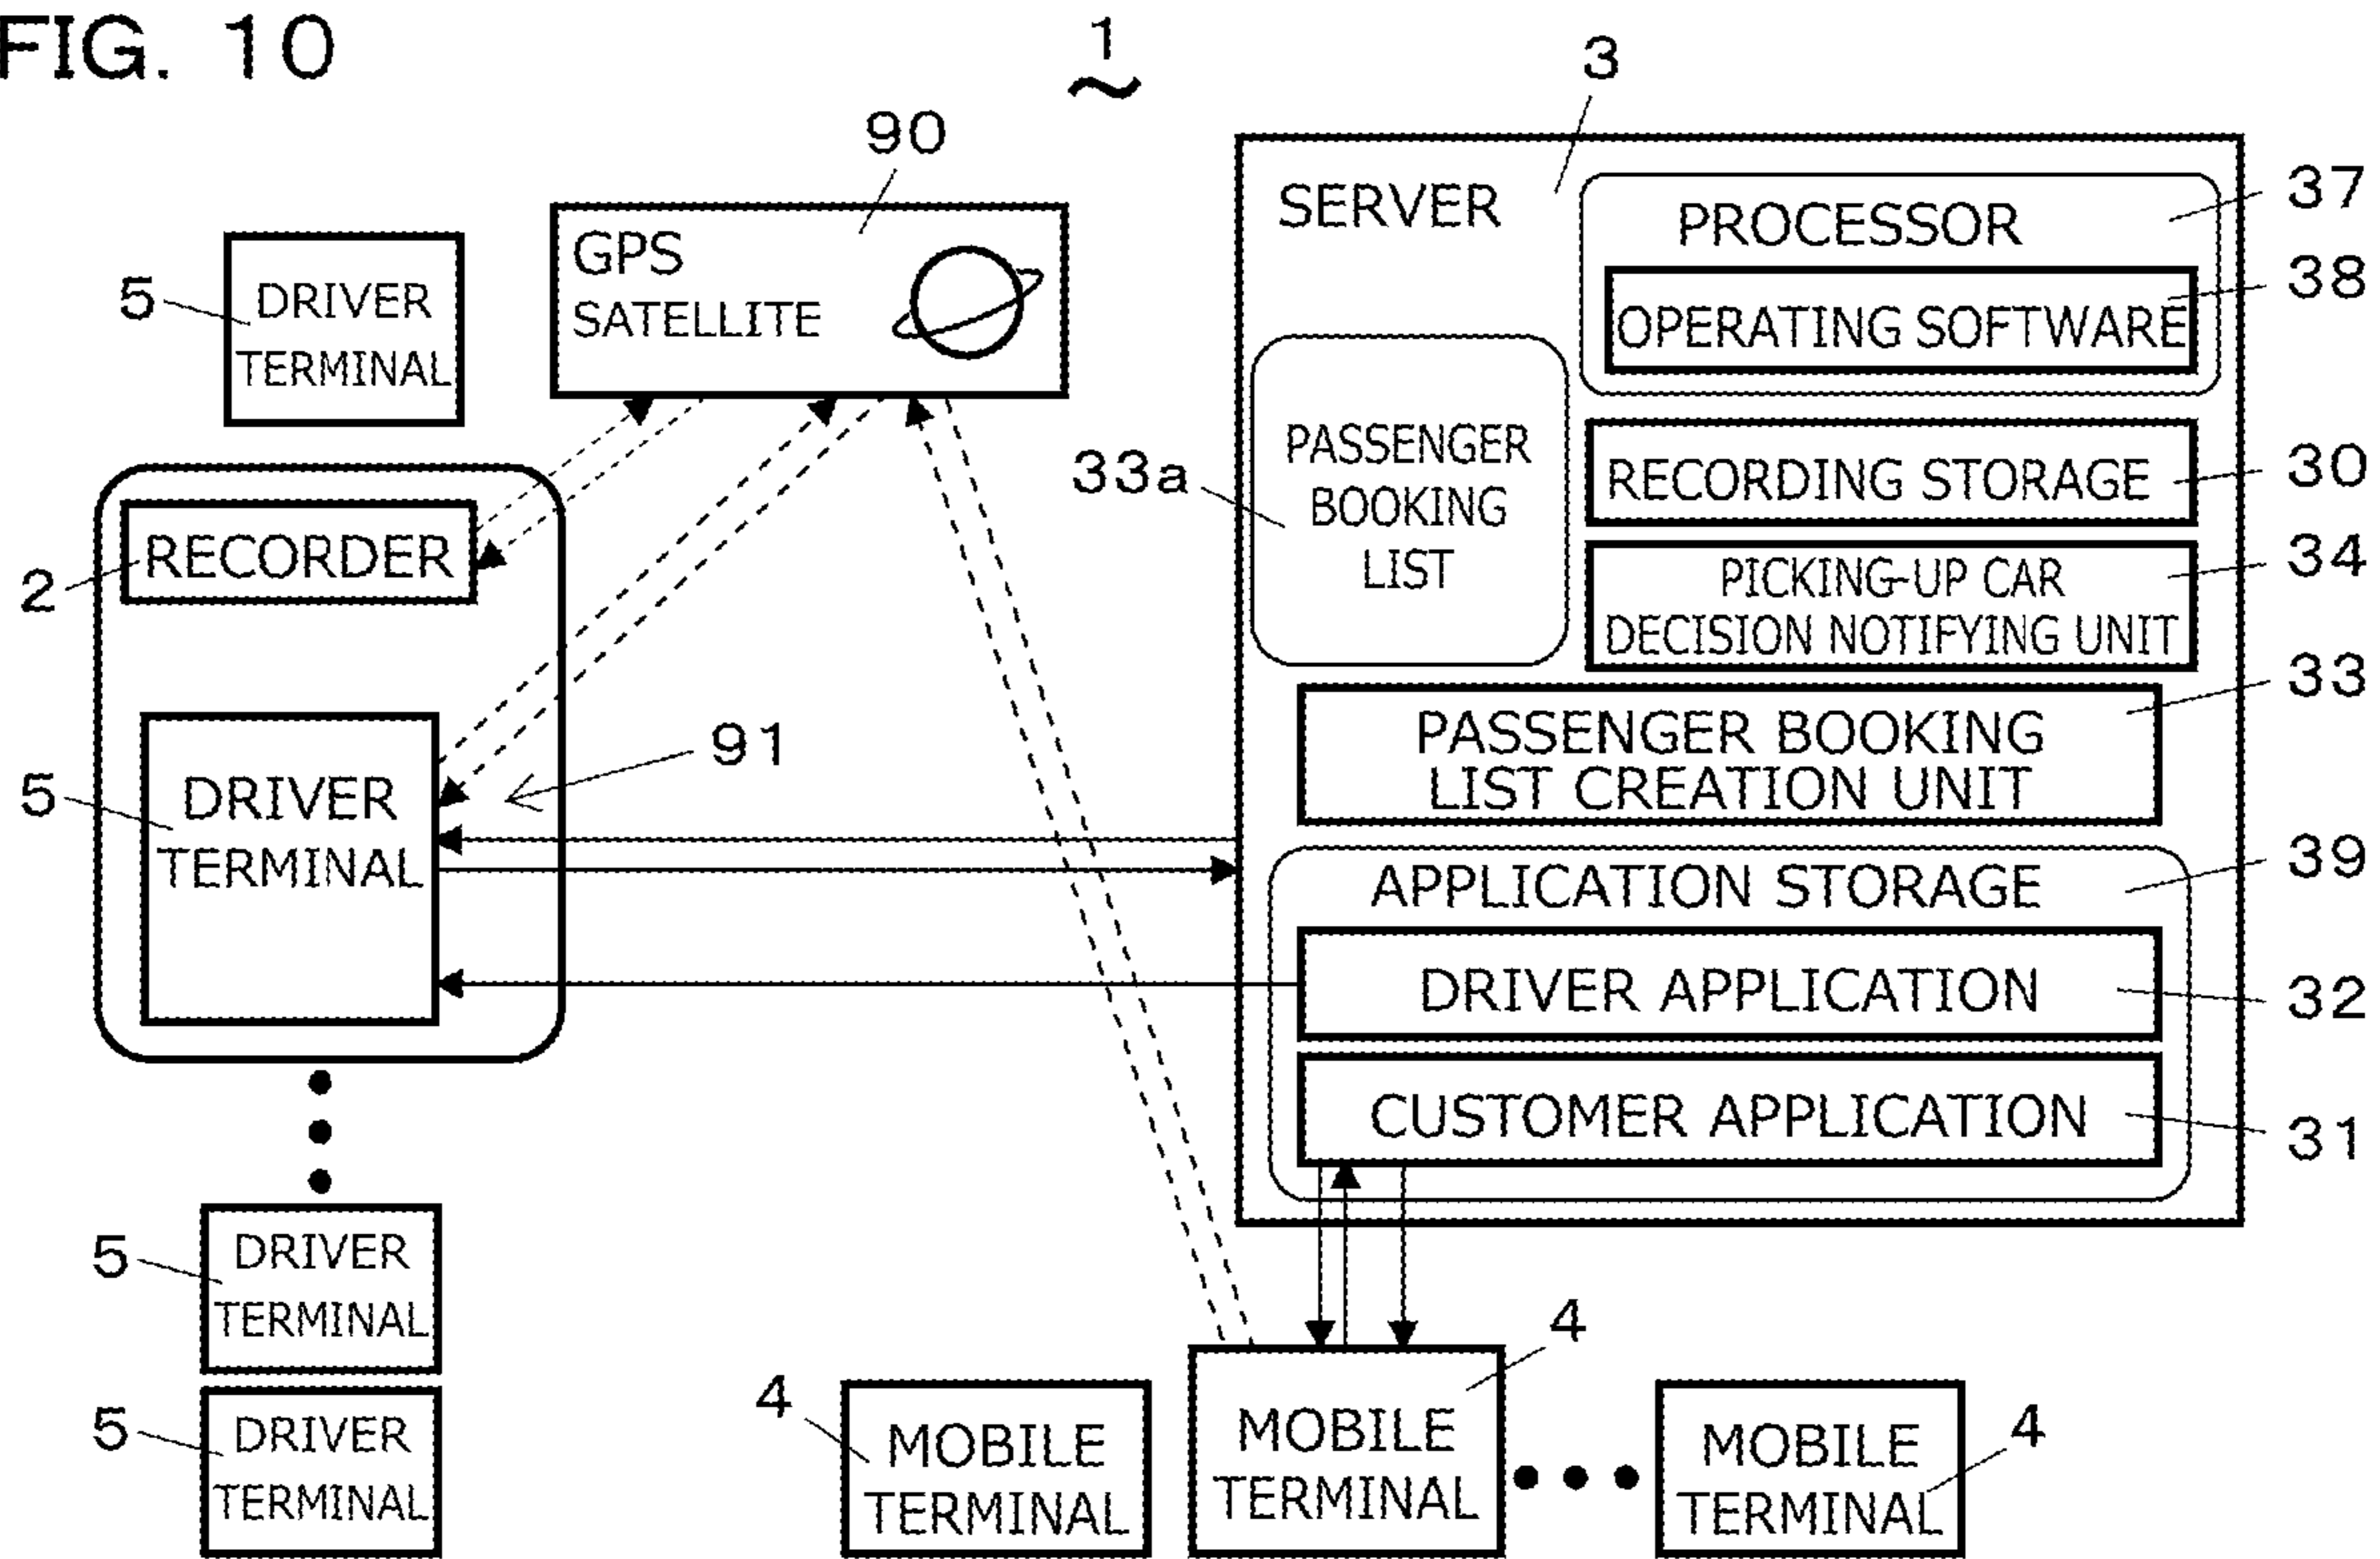 FIG. 10
1
~
3
90
SERVER
PROCESSOR
37
OPERATING SOFTWARE
38
GPS
SATELLITE
5
DRIVER
TERMINAL
33a
PASSENGER
BOOKING
LIST
RECORDING STORAGE
30
PICKING-UP CAR
DECISION NOTIFYING UNIT
34
2
RECORDER
PASSENGER BOOKING
LIST CREATION UNIT
33
91
5
DRIVER
TERMINAL
APPLICATION STORAGE
39
DRIVER APPLICATION
32
CUSTOMER APPLICATION
31
5
DRIVER
TERMINAL
5
DRIVER
TERMINAL
4
MOBILE
TERMINAL
4
MOBILE
TERMINAL
4
MOBILE
TERMINAL